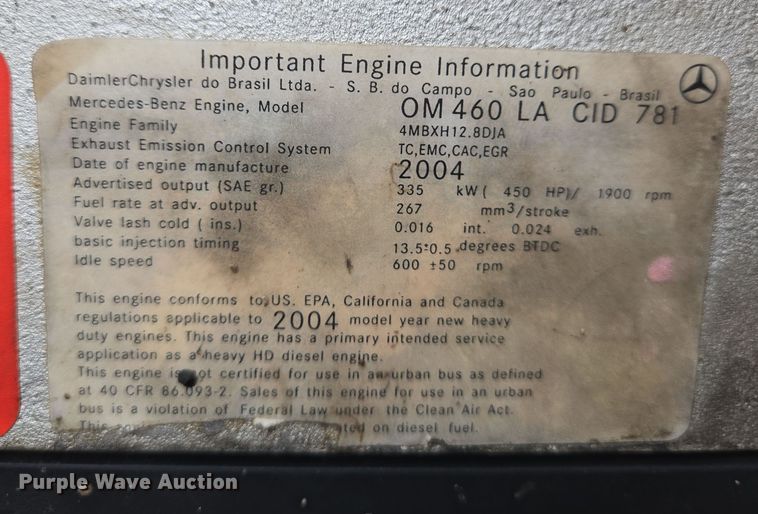 Important Engine Information
DaimlerChrysler do Brasil Ltda. - S. B. do Campo - Sao Paulo - Brasil
Mercedes-Benz Engine, Model OM 460 LA CID 781
Engine Family 4MBXH12.8DJA
Exhaust Emission Control System TC,EMC,CAC,EGR
Date of engine manufacture 2004
Advertised output (SAE gr.) 335 kW ( 450 HP)/ 1900 rpm
Fuel rate at adv. output 267 mm³/stroke
Valve lash cold ( ins.) 0.016 int. 0.024 exh.
basic injection timing 13.5±0.5 degrees BTDC
Idle speed 600 ±50 rpm
This engine conforms to US. EPA, California and Canada
regulations applicable to 2004 model year new heavy
duty engines. This engine has a primary intended service
application as a heavy HD diesel engine.
This engine is not certified for use in an urban bus as defined
at 40 CFR 86.093-2. Sales of this engine for use in an urban
bus is a violation of Federal Law under the Clean Air Act.
This on diesel fuel.
Purple Wave Auction